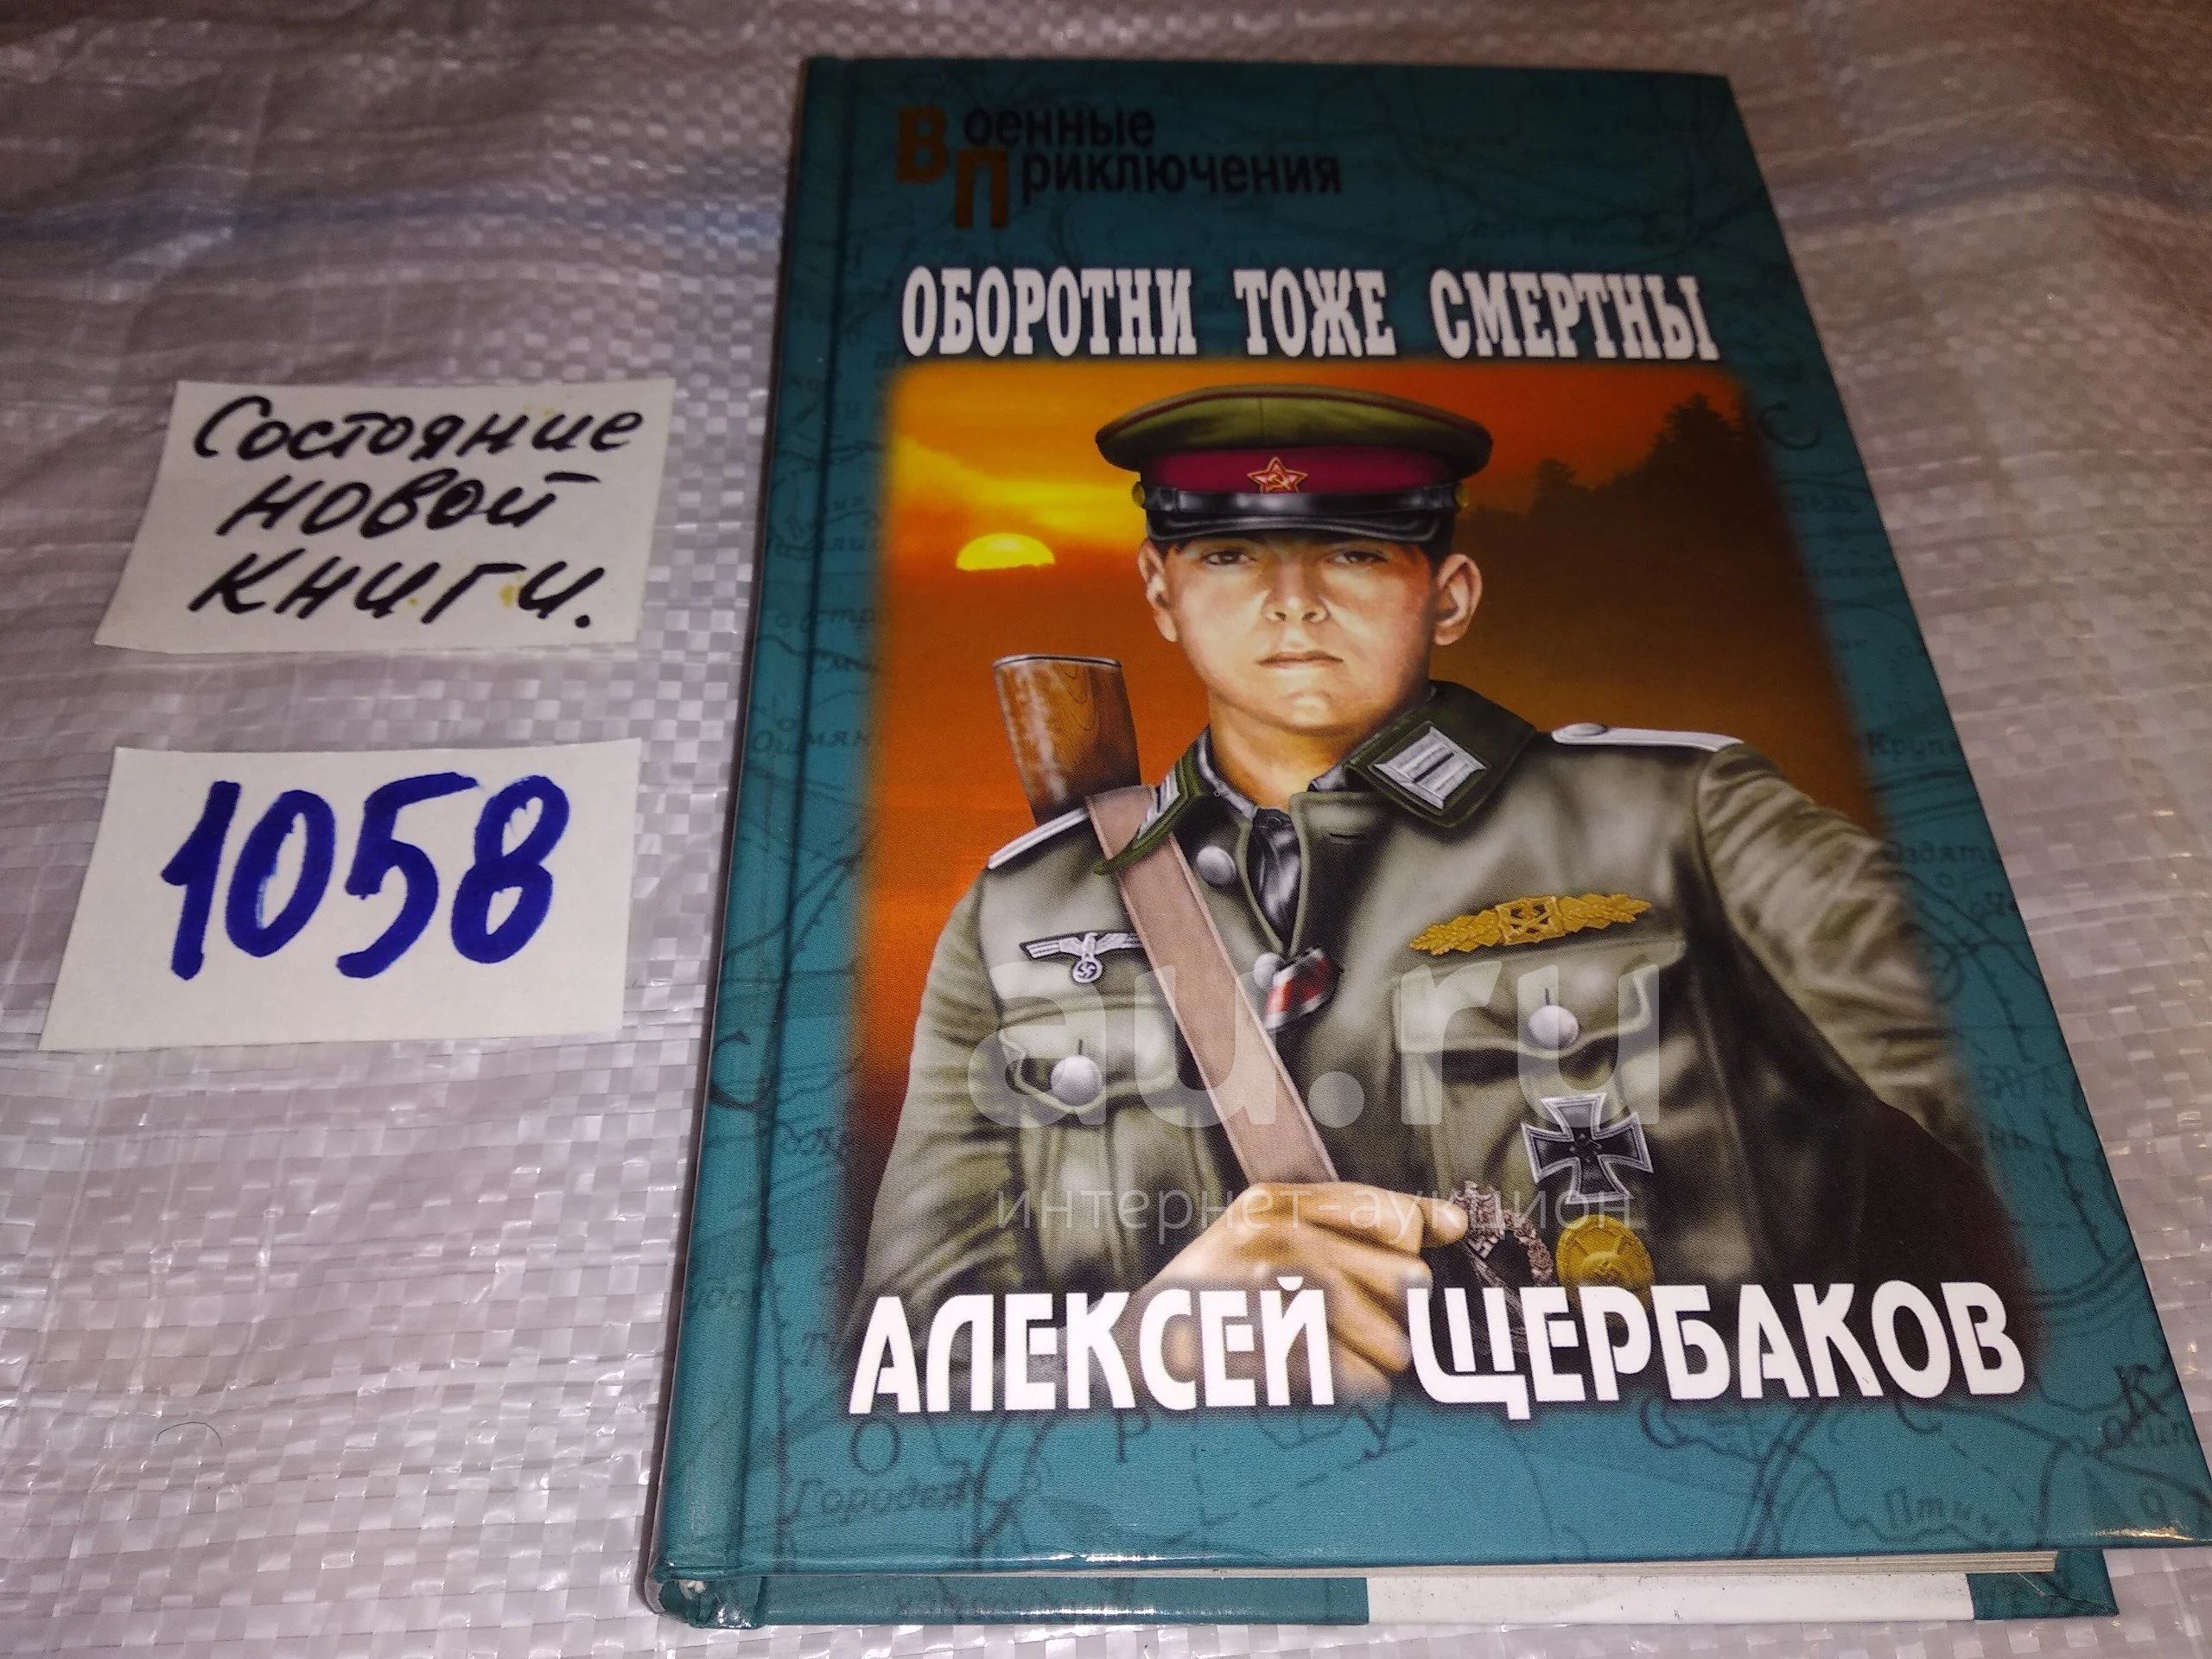 Военные
Приключения
ОБОРОТНИ ТОЖЕ СМЕРТНЫ
Состояние
новой
книги.
1058
au.ru
интернет-аукцион
АЛЕКСЕЙ ЩЕРБАКОВ